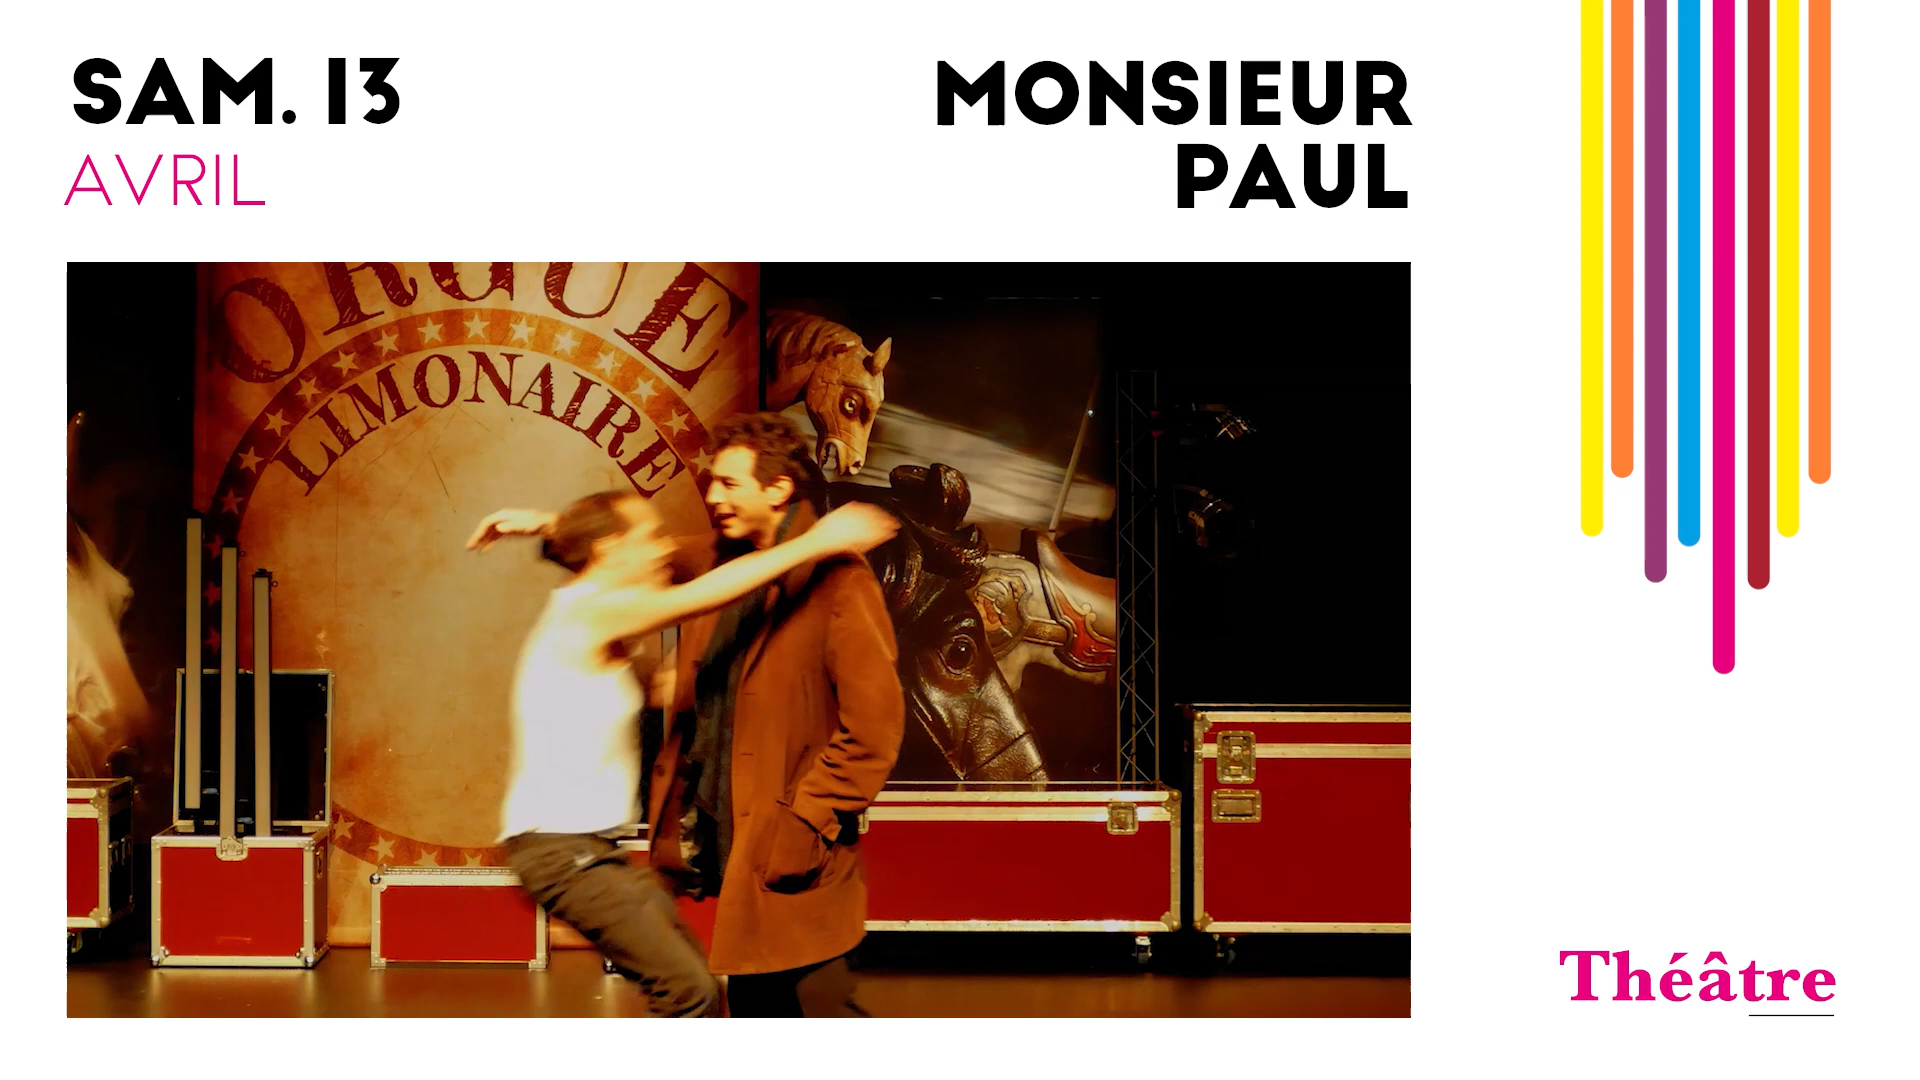 SAM. 13
AVRIL
MONSIEUR
PAUL
ORGUE
LIMONAIRE
Théâtre